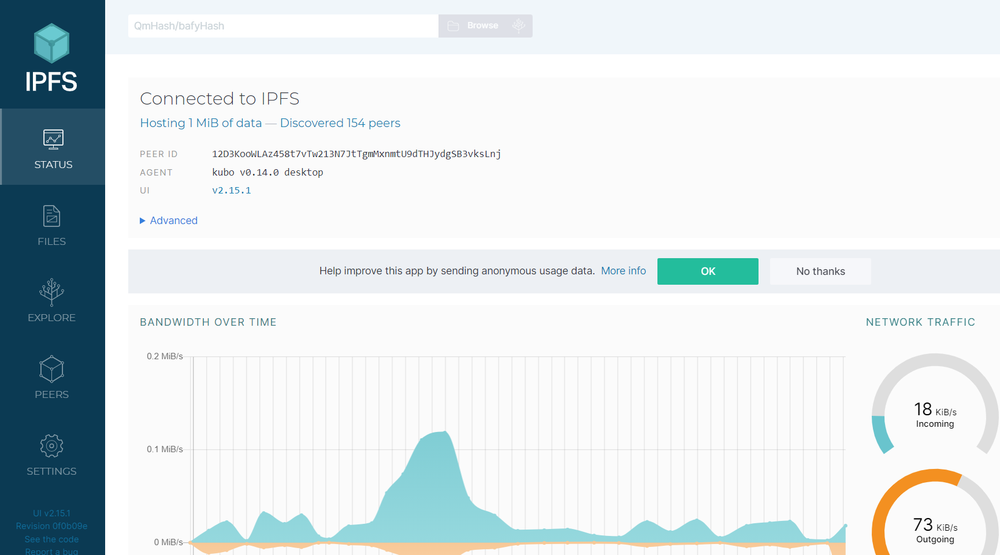 IPFS
STATUS
FILES
EXPLORE
PEERS
SETTINGS
UI v2.15.1
Revision 0f0b09e
See the code
Report a bug
QmHash/bafyHash
Browse
Connected to IPFS
Hosting 1 MiB of data — Discovered 154 peers
PEER ID 12D3KooWLAz458t7vTw213N7JtTgmMxnmtU9dTHJydgSB3vksLnj
AGENT kubo v0.14.0 desktop
UI v2.15.1
Advanced
Help improve this app by sending anonymous usage data. More info OK No thanks
BANDWIDTH OVER TIME
0.2 MiB/s
0.1 MiB/s
0 MiB/s
NETWORK TRAFFIC
18 KiB/s
Incoming
73 KiB/s
Outgoing